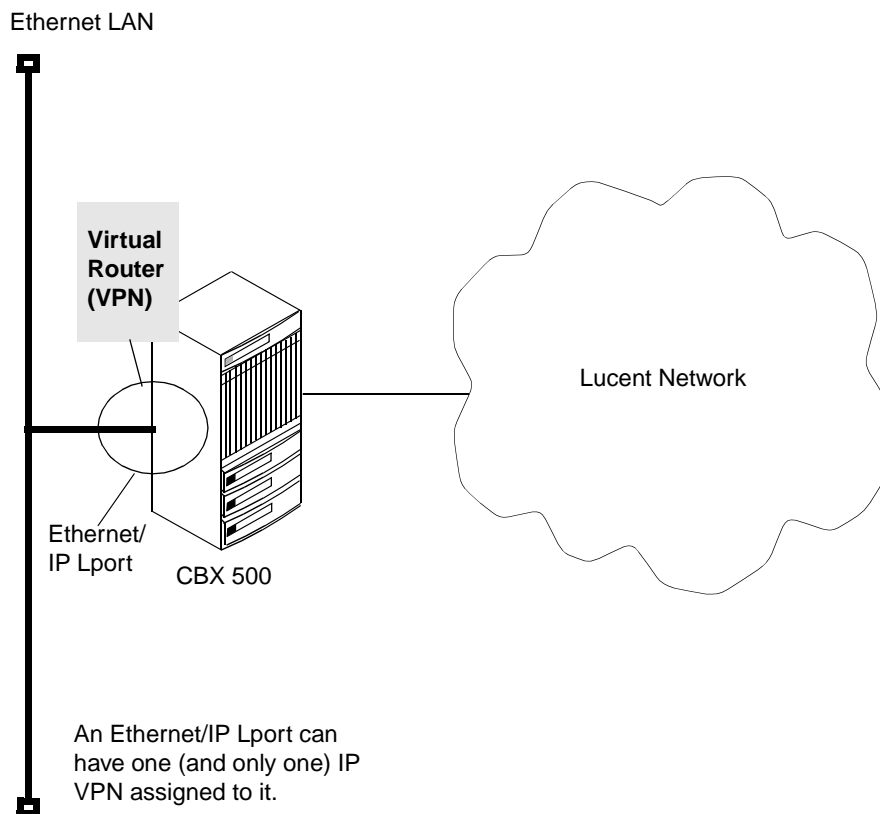 Ethernet LAN
Virtual
Router
(VPN)
Lucent Network
Ethernet/
IP Lport
CBX 500
An Ethernet/IP Lport can
have one (and only one) IP
VPN assigned to it.